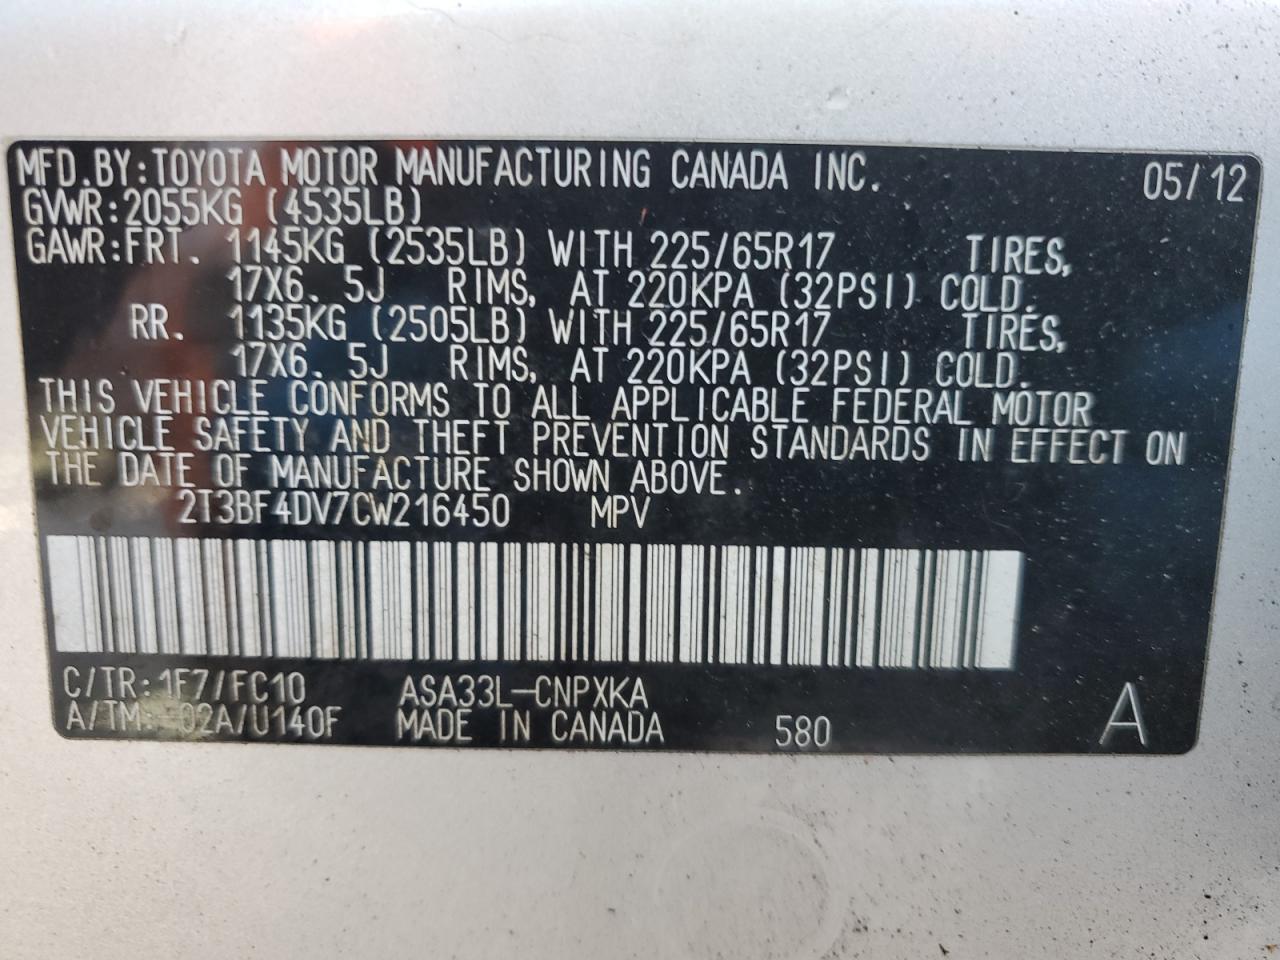 MFD.BY:TOYOTA MOTOR MANUFACTURING CANADA INC. 05/12
GVWR:2055KG (4535LB)
GAWR:FRT. 1145KG (2535LB) WITH 225/65R17 TIRES,
17X6. 5J RIMS, AT 220KPA (32PSI) COLD.
RR. 1135KG (2505LB) WITH 225/65R17 TIRES,
17X6. 5J RIMS, AT 220KPA (32PSI) COLD.
THIS VEHICLE CONFORMS TO ALL APPLICABLE FEDERAL MOTOR
VEHICLE SAFETY AND THEFT PREVENTION STANDARDS IN EFFECT ON
THE DATE OF MANUFACTURE SHOWN ABOVE.
2T3BF4DV7CW216450 MPV
C/TR:1F7/FC10 ASA33L-CNPXKA
A/TM:-02A/U140F MADE IN CANADA 580 A